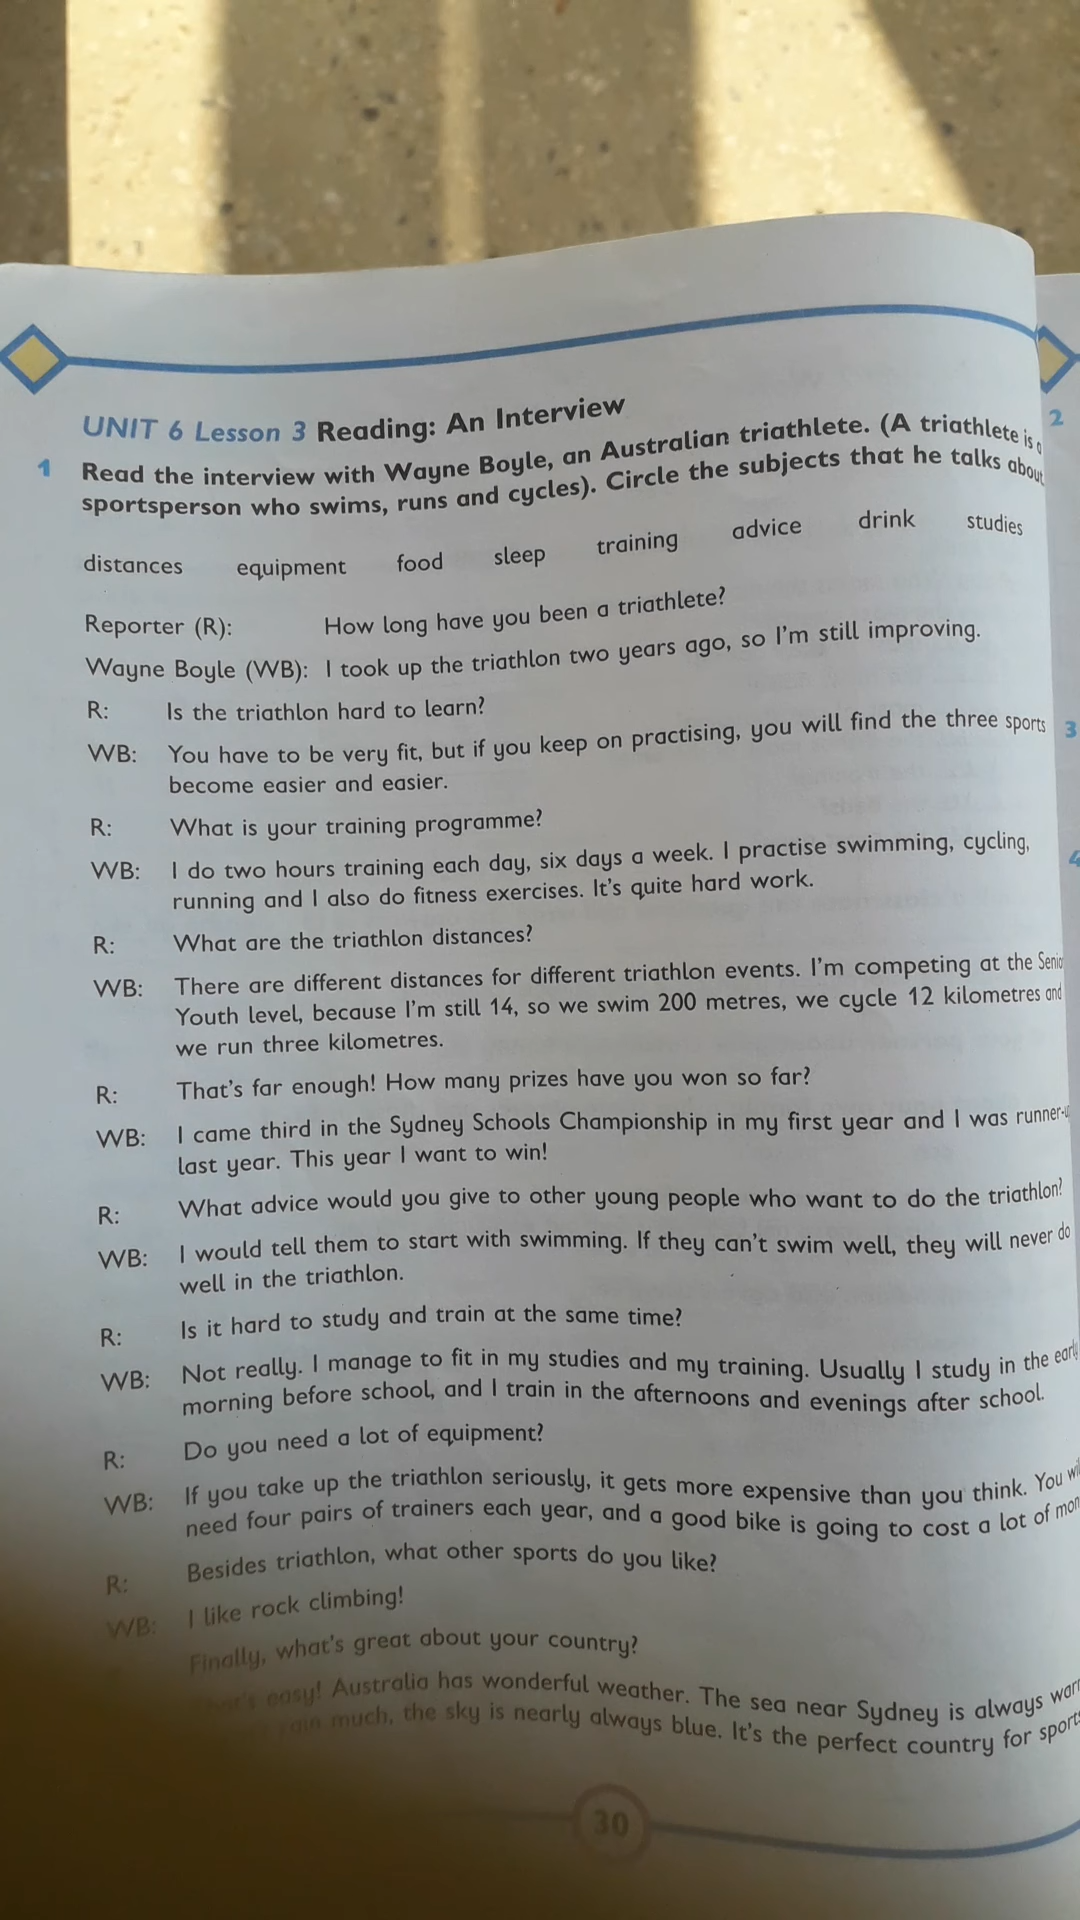 UNIT 6 Lesson 3 Reading: An Interview
2
1 Read the interview with Wayne Boyle, an Australian triathlete. (A triathlete is a
sportsperson who swims, runs and cycles). Circle the subjects that he talks about.
distances equipment food sleep training advice drink studies
Reporter (R): How long have you been a triathlete?
Wayne Boyle (WB): I took up the triathlon two years ago, so I'm still improving.
R: Is the triathlon hard to learn?
WB: You have to be very fit, but if you keep on practising, you will find the three sports
3
become easier and easier.
R: What is your training programme?
WB: I do two hours training each day, six days a week. I practise swimming, cycling,
4
running and I also do fitness exercises. It's quite hard work.
R: What are the triathlon distances?
WB: There are different distances for different triathlon events. I'm competing at the
Youth level, because I'm still 14, so we swim 200 metres, we cycle 12 kilometres and
we run three kilometres.
R: That's far enough! How many prizes have you won so far?
WB: I came third in the Sydney Schools Championship in my first year and I was
last year. This year I want to win!
R: What advice would you give to other young people who want to do the triathlon?
WB: I would tell them to start with swimming. If they can't swim well, they will never do
well in the triathlon.
R: Is it hard to study and train at the same time?
WB: Not really. I manage to fit in my studies and my training. Usually I study in the
morning before school, and I train in the afternoons and evenings after school.
R: Do you need a lot of equipment?
WB: If you take up the triathlon seriously, it gets more expensive than you think. You
need four pairs of trainers each year, and a good bike is going to cost a lot of
R: Besides triathlon, what other sports do you like?
WB: I like rock climbing!
Finally, what's great about your country?
easy! Australia has wonderful weather. The sea near Sydney is always
much, the sky is nearly always blue. It's the perfect country for
30